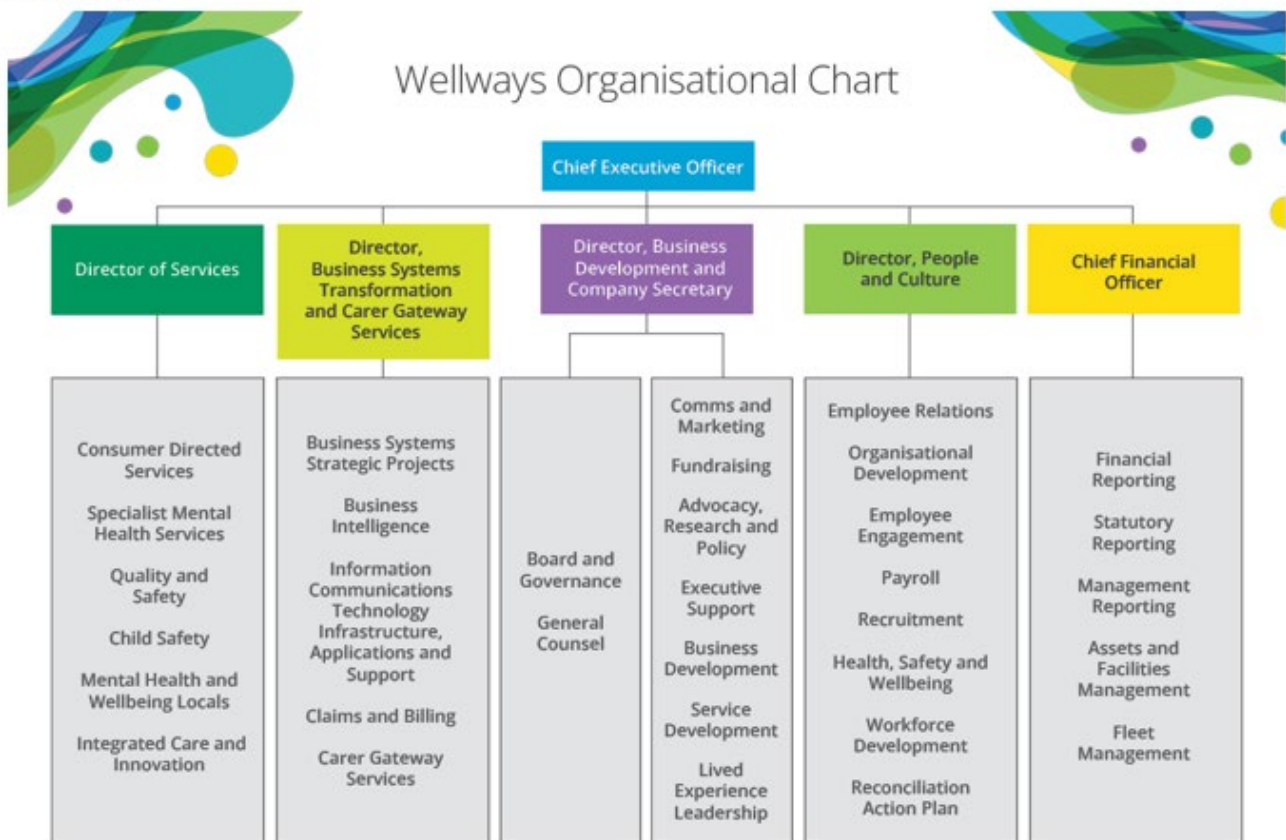 Wellways Organisational Chart
Chief Executive Officer
Director of Services
Director,
Business Systems
Transformation
and Carer Gateway
Services
Director, Business
Development and
Company Secretary
Director, People
and Culture
Chief Financial
Officer
Consumer Directed
Services
Specialist Mental
Health Services
Quality and
Safety
Child Safety
Mental Health and
Wellbeing Locals
Integrated Care and
Innovation
Business Systems
Strategic Projects
Business
Intelligence
Information
Communications
Technology
Infrastructure,
Applications and
Support
Claims and Billing
Carer Gateway
Services
Board and
Governance
General
Counsel
Comms and
Marketing
Fundraising
Advocacy,
Research and
Policy
Executive
Support
Business
Development
Service
Development
Lived
Experience
Leadership
Employee Relations
Organisational
Development
Employee
Engagement
Payroll
Recruitment
Health, Safety and
Wellbeing
Workforce
Development
Reconciliation
Action Plan
Financial
Reporting
Statutory
Reporting
Management
Reporting
Assets and
Facilities
Management
Fleet
Management